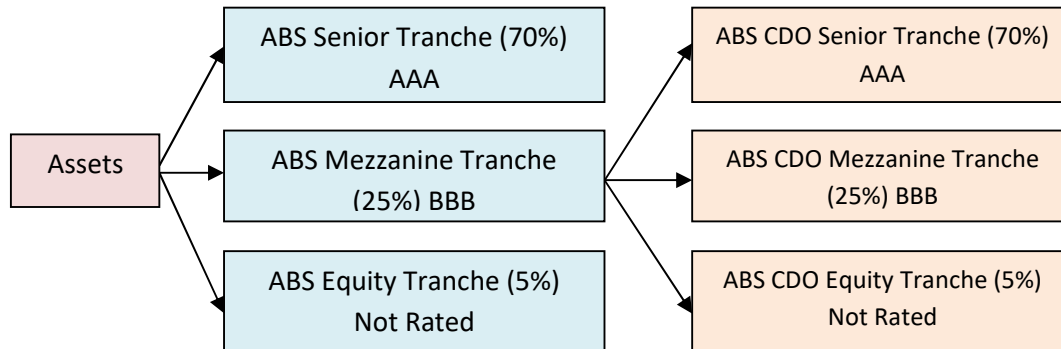 Assets
ABS Senior Tranche (70%)
AAA
ABS Mezzanine Tranche
(25%) BBB
ABS Equity Tranche (5%)
Not Rated
ABS CDO Senior Tranche (70%)
AAA
ABS CDO Mezzanine Tranche
(25%) BBB
ABS CDO Equity Tranche (5%)
Not Rated